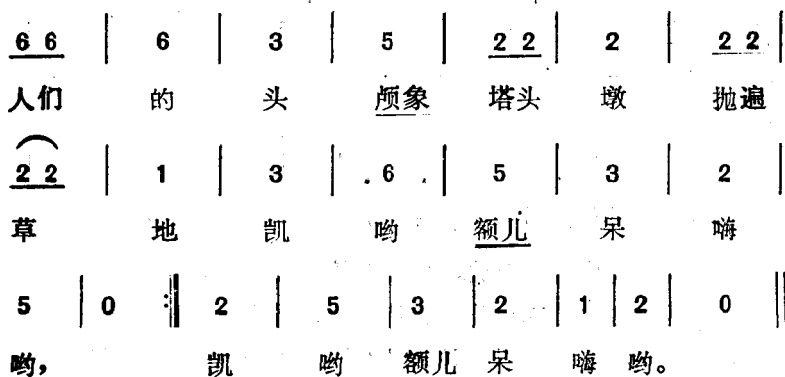 6 6 | 6 | 3 | 5 | 2 2 | 2 | 2 2 |
人们 的 头 颅象 塔头 墩 抛遍
2 2 | 1 | 3 | 6 | 5 | 3 | 2 |
草 地 凯 哟 额儿 呆 嗨
5 | 0 :‖ 2 | 5 | 3 | 2 | 1 | 2 | 0 ‖
哟， 凯 哟 额儿 呆 嗨 哟。